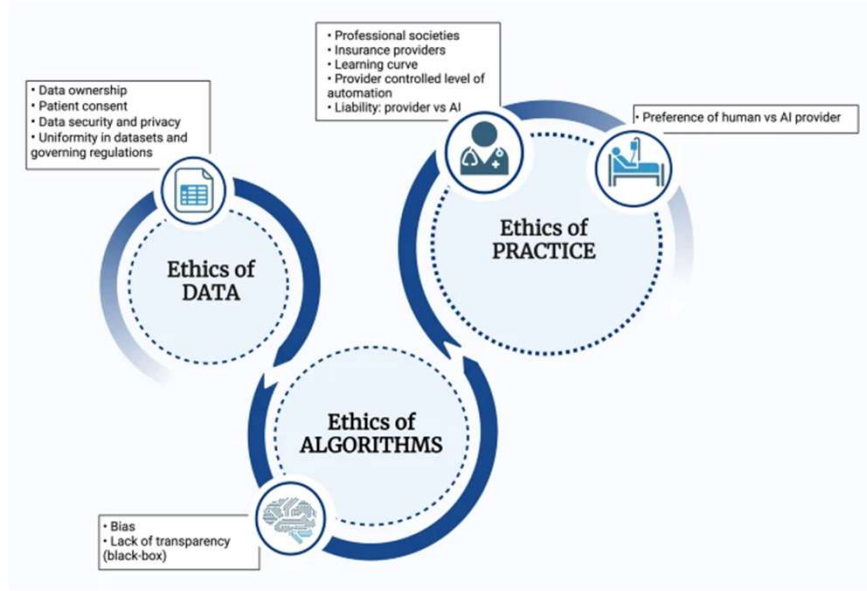 • Professional societies
• Insurance providers
• Learning curve
• Provider controlled level of
automation
• Liability: provider vs AI
• Data ownership
• Patient consent
• Data security and privacy
• Uniformity in datasets and
governing regulations
• Preference of human vs AI provider
Ethics of
DATA
Ethics of
PRACTICE
Ethics of
ALGORITHMS
• Bias
• Lack of transparency
(black-box)